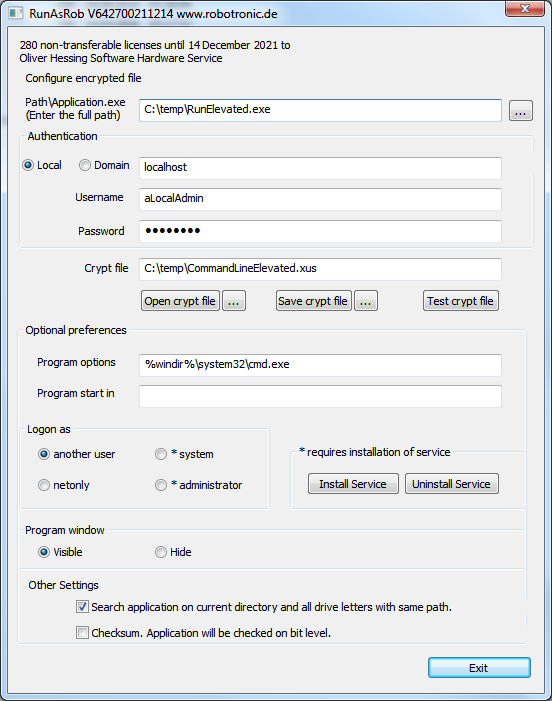 RunAsRob V642700211214 www.robotronic.de
280 non-transferable licenses until 14 December 2021 to
Oliver Hessing Software Hardware Service
Configure encrypted file
Path\Application.exe
(Enter the full path)
C:\temp\RunElevated.exe
...
Authentication
Local
Domain
localhost
Username
aLocalAdmin
Password
●●●●●●●●
Crypt file
C:\temp\CommandLineElevated.xus
Open crypt file
...
Save crypt file
...
Test crypt file
Optional preferences
Program options
%windir%\system32\cmd.exe
Program start in
Logon as
another user
* system
netonly
* administrator
* requires installation of service
Install Service
Uninstall Service
Program window
Visible
Hide
Other Settings
Search application on current directory and all drive letters with same path.
Checksum. Application will be checked on bit level.
Exit